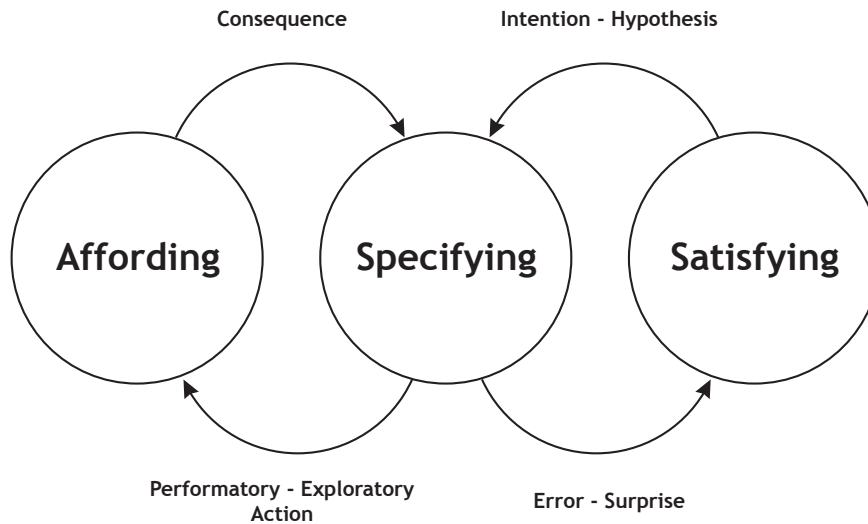 Consequence
Intention - Hypothesis
Affording
Specifying
Satisfying
Performatory - Exploratory
Action
Error - Surprise